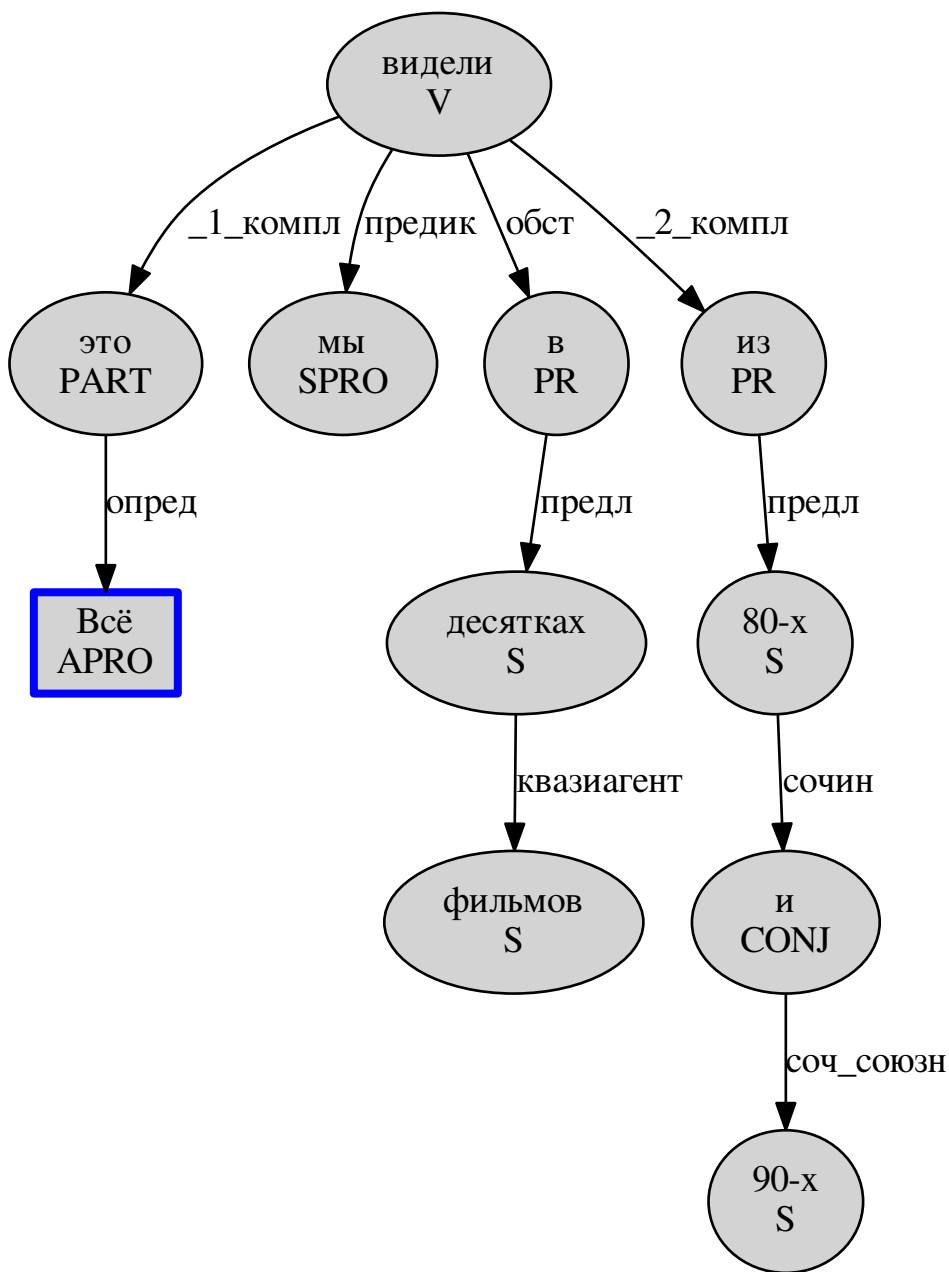 видели
V
_1_компл
предик
обст
_2_компл
это
PART
мы
SPRO
в
PR
из
PR
опред
предл
предл
Всё
APRO
десятках
S
80-х
S
квазиагент
сочин
фильмов
S
и
CONJ
соч_союзн
90-х
S